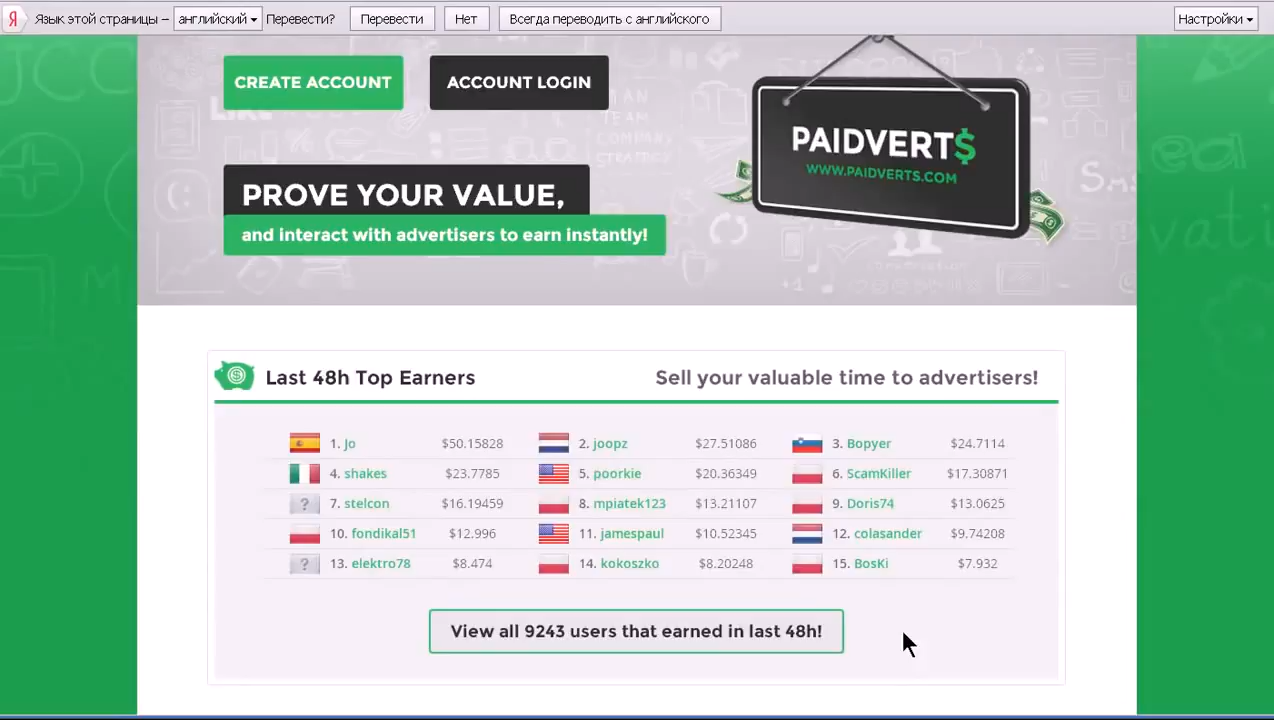 Я Язык этой страницы – английский Перевести? Перевести Нет Всегда переводить с английского Настройки
CREATE ACCOUNT ACCOUNT LOGIN
PAIDVERT$
WWW.PAIDVERTS.COM
PROVE YOUR VALUE,
and interact with advertisers to earn instantly!
Last 48h Top Earners Sell your valuable time to advertisers!
1. Jo $50.15828 2. joopz $27.51086 3. Bopyer $24.7114
4. shakes $23.7785 5. poorkie $20.36349 6. ScamKiller $17.30871
? 7. stelcon $16.19459 8. mpiatek123 $13.21107 9. Doris74 $13.0625
10. fondikal51 $12.996 11. jamespaul $10.52345 12. colasander $9.74208
? 13. elektro78 $8.474 14. kokoszko $8.20248 15. BosKi $7.932
View all 9243 users that earned in last 48h!